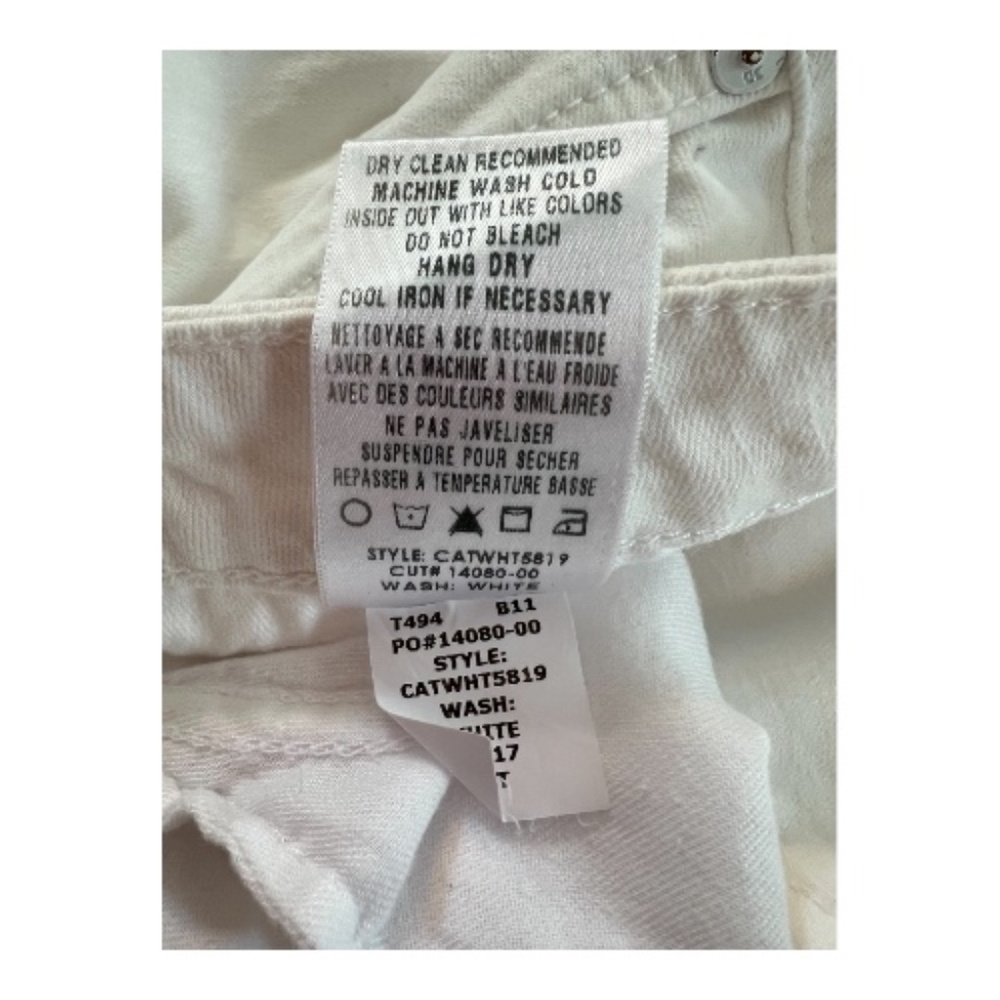 DRY CLEAN RECOMMENDED
MACHINE WASH COLD
INSIDE OUT WITH LIKE COLORS
DO NOT BLEACH
HANG DRY
COOL IRON IF NECESSARY
NETTOYAGE A SEC RECOMMENDE
LAVER A LA MACHINE A L'EAU FROIDE
AVEC DES COULEURS SIMILAIRES
NE PAS JAVELISER
SUSPENDRE POUR SECHER
REPASSER A TEMPERATURE BASSE
STYLE: CATWHT5819
CUT# 14080-00
WASH: WHITE
T494 B11
PO#14080-00
STYLE:
CATWHT5819
WASH:
17